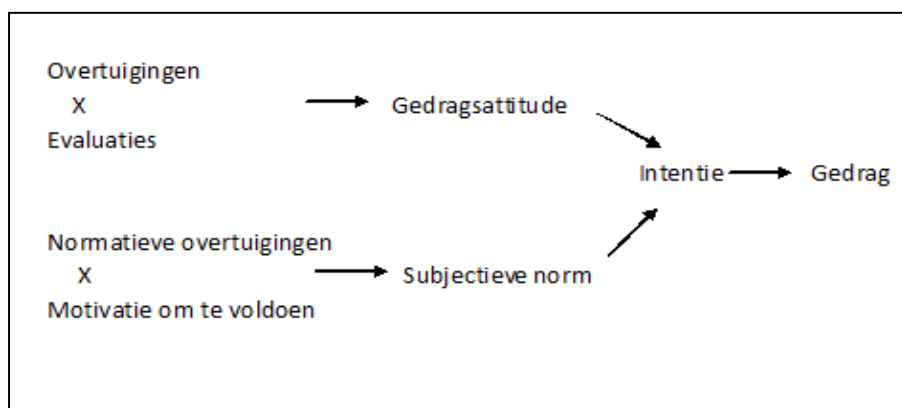 Overtuigingen
X
Gedragsattitude
Evaluaties
Intentie
Gedrag
Normatieve overtuigingen
X
Subjectieve norm
Motivatie om te voldoen